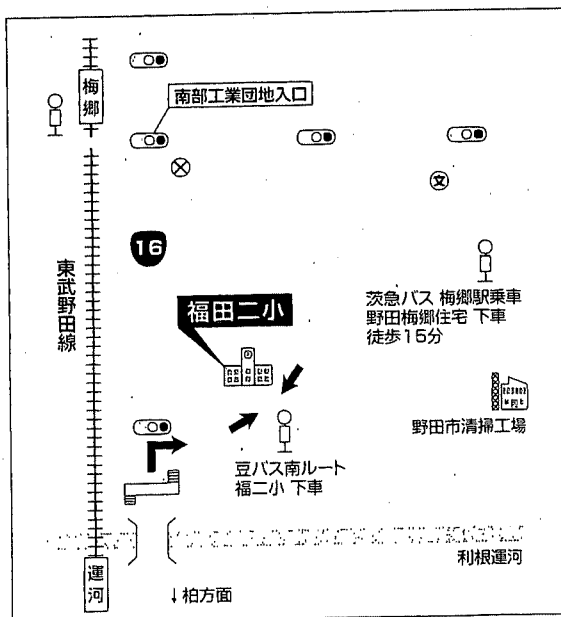 梅郷
南部工業団地入口
文
16
東武野田線
茨急バス 梅郷駅乗車
野田梅郷住宅 下車
徒歩15分
福田二小
野田市清掃工場
豆バス南ルート
福二小 下車
利根運河
運河
↓柏方面